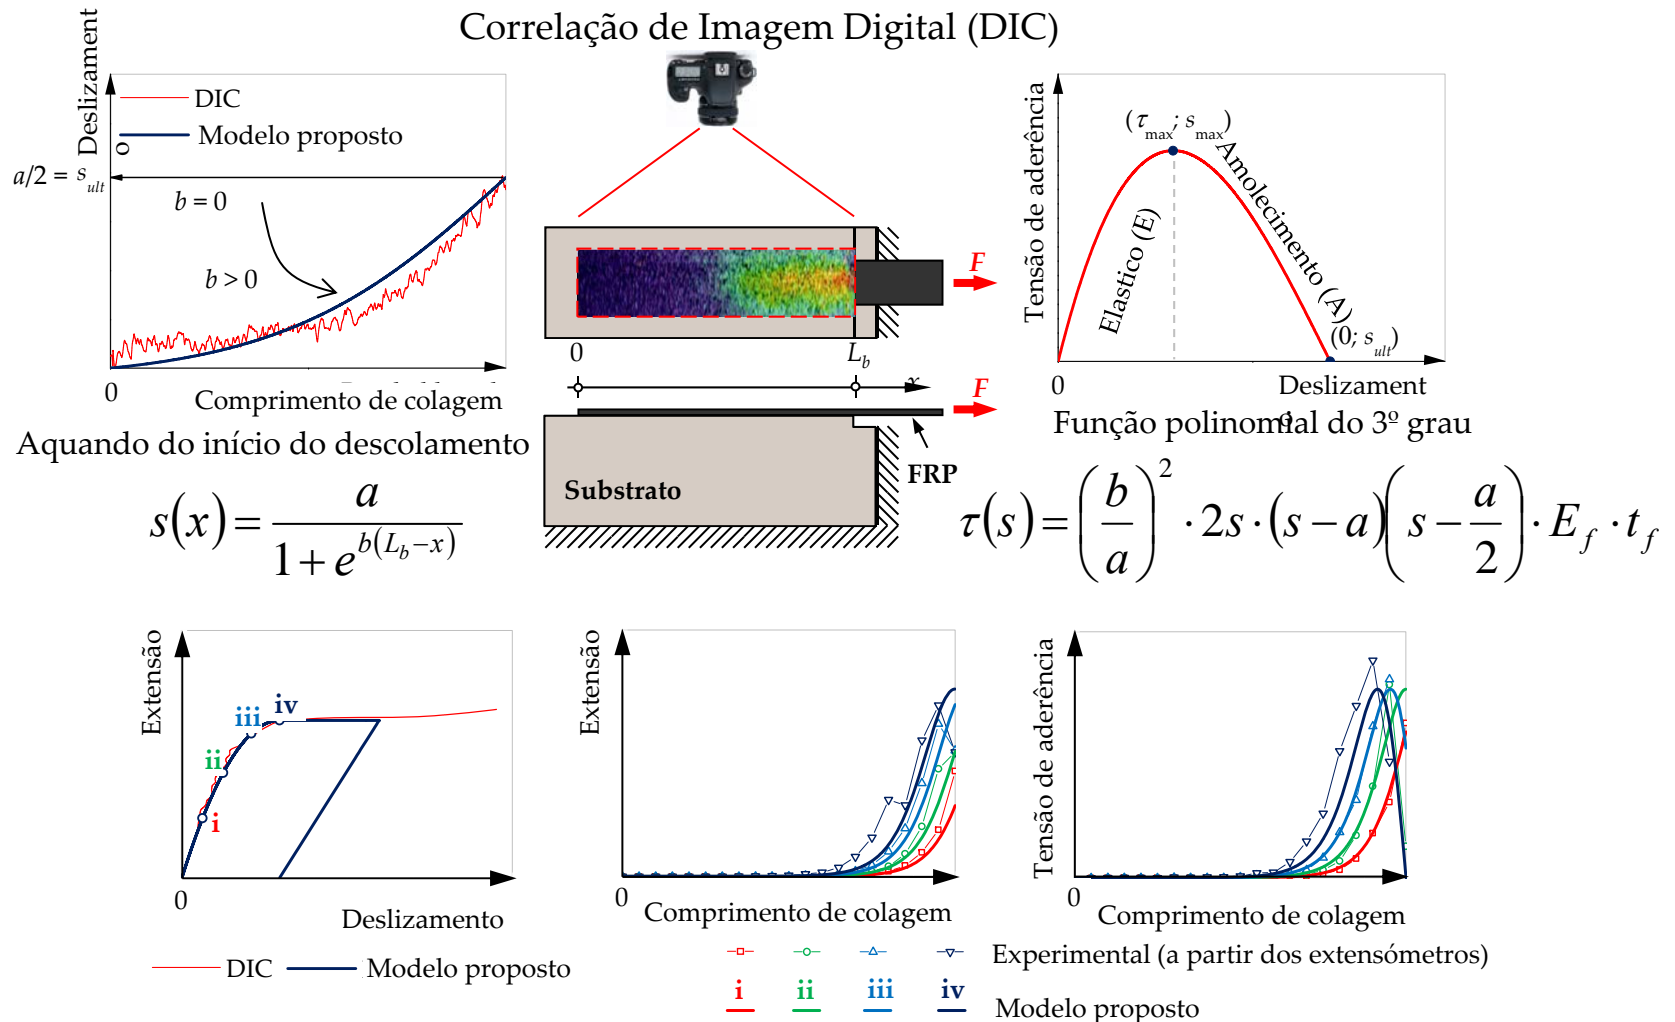 Correlação de Imagem Digital (DIC)
Deslizament
o
DIC
Modelo proposto
a/2 = s_ult
b = 0
b > 0
0
Comprimento de colagem
Aquando do início do descolamento
s(x) = a / (1 + e^{b(L_b − x)})
F
0
L_b
x
F
FRP
Substrato
Tensão de aderência
(τ_max; s_max)
Elastico (E)
Amolecimento (A)
(0; s_ult)
0
Deslizament
o
Função polinomial do 3º grau
τ(s) = (b/a)^2 · 2s · (s − a)(s − a/2) · E_f · t_f
Extensão
i
ii
iii
iv
0
Deslizamento
DIC
Modelo proposto
Extensão
0
Comprimento de colagem
Tensão de aderência
0
Comprimento de colagem
Experimental (a partir dos extensómetros)
i ii iii iv
Modelo proposto